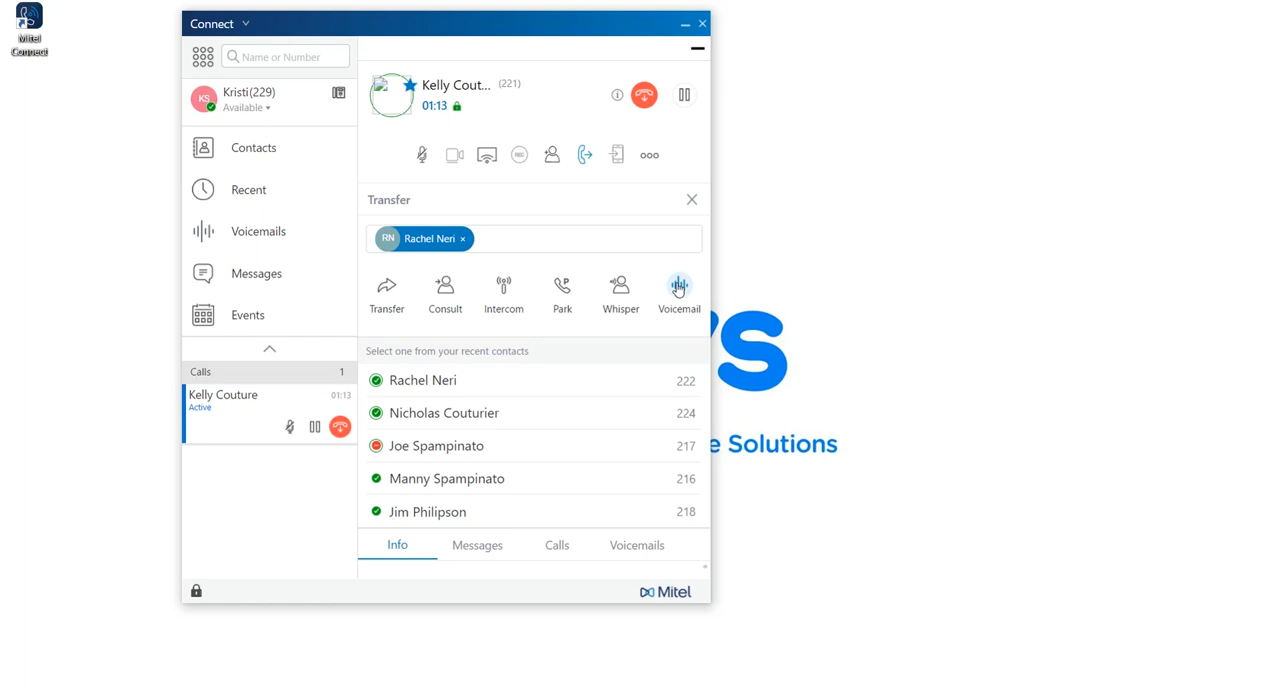 Mitel
Connect
Connect
Name or Number
KS
Kristi(229)
Available
Contacts
Recent
Voicemails
Messages
Events
Calls 1
Kelly Couture 01:13
Active
Kelly Cout... (221)
01:13
REC
Transfer
RN Rachel Neri ×
Transfer Consult Intercom Park Whisper Voicemail
Select one from your recent contacts
Rachel Neri 222
Nicholas Couturier 224
Joe Spampinato 217
Manny Spampinato 216
Jim Philipson 218
Info Messages Calls Voicemails
Mitel
s
e Solutions